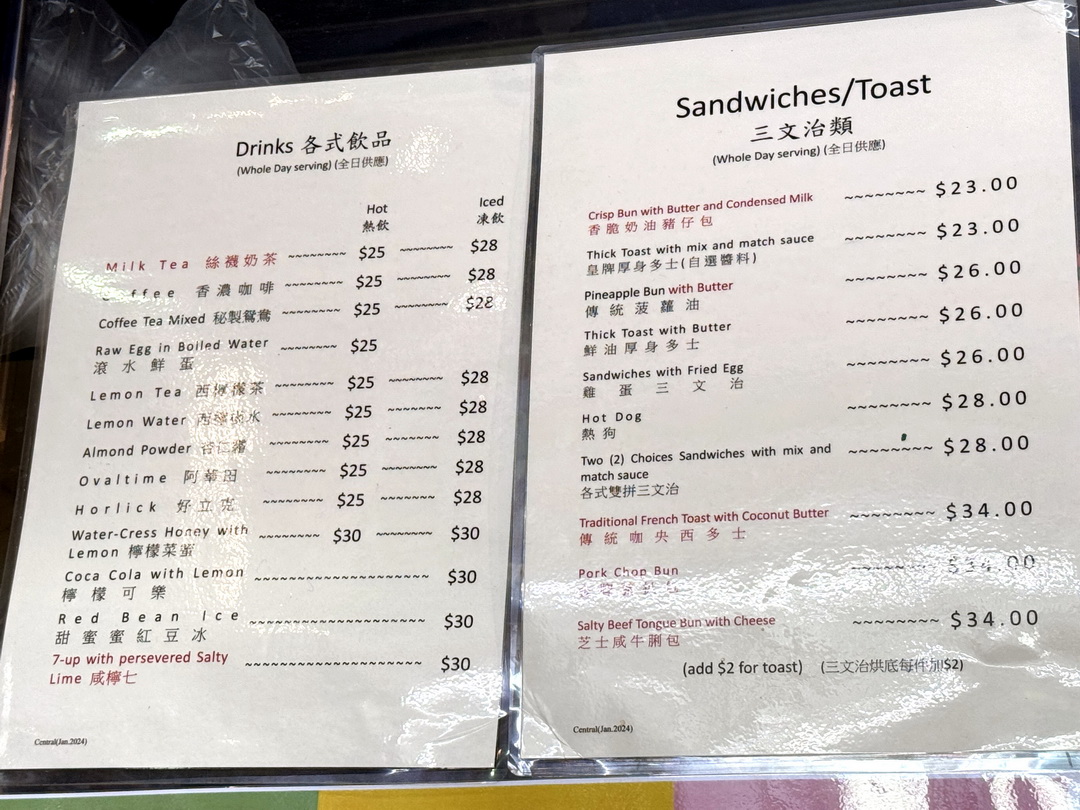 Drinks 各式飲品
(Whole Day serving) (全日供應)
Hot Iced
熱飲 凍飲
Milk Tea 絲襪奶茶 ~~~~~~~~ $25 ~~~~~~~~ $28
香濃咖啡 ~~~~~~~~ $25 ~~~~~~~~ $28
Coffee Tea Mixed 秘製鴛鴦 ~~~~~~~~ $25 ~~~~~~~~ $28
Raw Egg in Boiled Water ~~~~~~~~ $25
滾水鮮蛋
Lemon Tea 西檸檬茶 ~~~~~~~~ $25 ~~~~~~~~ $28
Lemon Water 西檸檬水 ~~~~~~~~ $25 ~~~~~~~~ $28
Almond Powder ~~~~~~~~ $25 ~~~~~~~~ $28
Ovaltime 阿華田 ~~~~~~~~ $25 ~~~~~~~~ $28
Horlick 好立克 ~~~~~~~~ $25 ~~~~~~~~ $28
Water-Cress Honey with ~~~~~~~~ $30 ~~~~~~~~ $30
Lemon 檸檬菜蜜
Coca Cola with Lemon ~~~~~~~~~~~~~~~~~~~~~~ $30
檸檬可樂
Red Bean Ice ~~~~~~~~~~~~~~~~~~~~~~ $30
甜蜜蜜紅豆冰
7-up with persevered Salty ~~~~~~~~~~~~~~~~~~~~~~ $30
Lime 咸檸七
Central(Jan.2024)
Sandwiches/Toast
三文治類
(Whole Day serving) (全日供應)
Crisp Bun with Butter and Condensed Milk ~~~~~~~~ $23.00
香脆奶油豬仔包
Thick Toast with mix and match sauce ~~~~~~~~ $23.00
皇牌厚身多士(自選醬料)
Pineapple Bun with Butter ~~~~~~~~ $26.00
傳統菠蘿油
Thick Toast with Butter ~~~~~~~~ $26.00
鮮油厚身多士
Sandwiches with Fried Egg ~~~~~~~~ $26.00
雞蛋三文治
Hot Dog ~~~~~~~~ $28.00
熱狗
Two (2) Choices Sandwiches with mix and ~~~~~~~~ $28.00
match sauce
各式雙拼三文治
Traditional French Toast with Coconut Butter ~~~~~~~~ $34.00
傳統咖央西多士
Pork Chop Bun ~~~~~~~~ $34.00
Salty Beef Tongue Bun with Cheese ~~~~~~~~ $34.00
芝士咸牛脷包
(add $2 for toast) (三文治烘底每件加$2)
Central(Jan.2024)